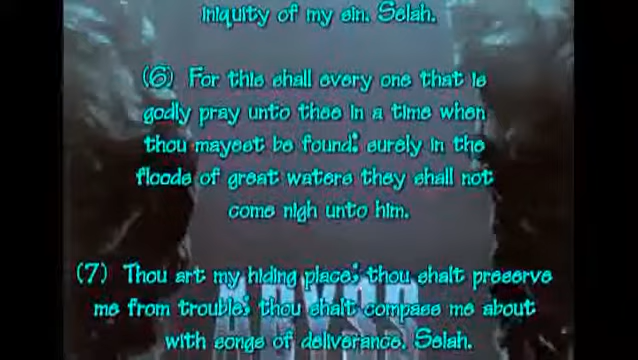 iniquity of my sin. Selah.
(6) For this shall every one that is
godly pray unto thee in a time when
thou mayest be found: surely in the
floods of great waters they shall not
come nigh unto him.
(7) Thou art my hiding place; thou shalt preserve
me from trouble; thou shalt compass me about
with songs of deliverance. Selah.
ABYSS